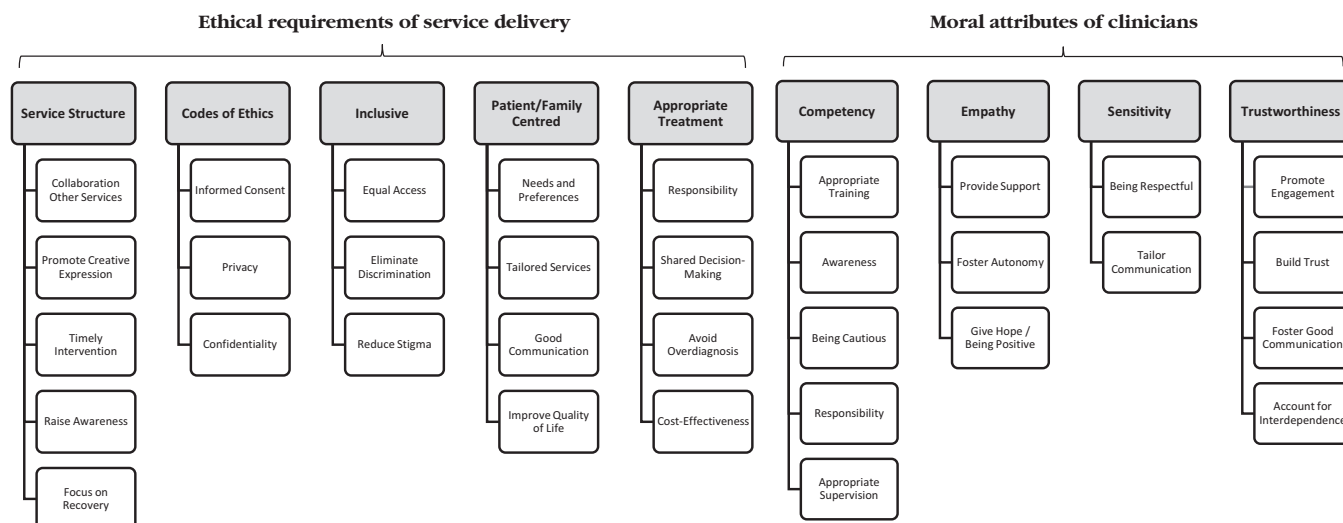 Ethical requirements of service delivery
Moral attributes of clinicians
Service Structure
Collaboration
Other Services
Promote Creative
Expression
Timely
Intervention
Raise Awareness
Focus on
Recovery
Codes of Ethics
Informed Consent
Privacy
Confidentiality
Inclusive
Equal Access
Eliminate
Discrimination
Reduce Stigma
Patient/Family
Centred
Needs and
Preferences
Tailored Services
Good
Communication
Improve Quality
of Life
Appropriate
Treatment
Responsibility
Shared Decision-
Making
Avoid
Overdiagnosis
Cost-Effectiveness
Competency
Appropriate
Training
Awareness
Being Cautious
Responsibility
Appropriate
Supervision
Empathy
Provide Support
Foster Autonomy
Give Hope /
Being Positive
Sensitivity
Being Respectful
Tailor
Communication
Trustworthiness
Promote
Engagement
Build Trust
Foster Good
Communication
Account for
Interdependence